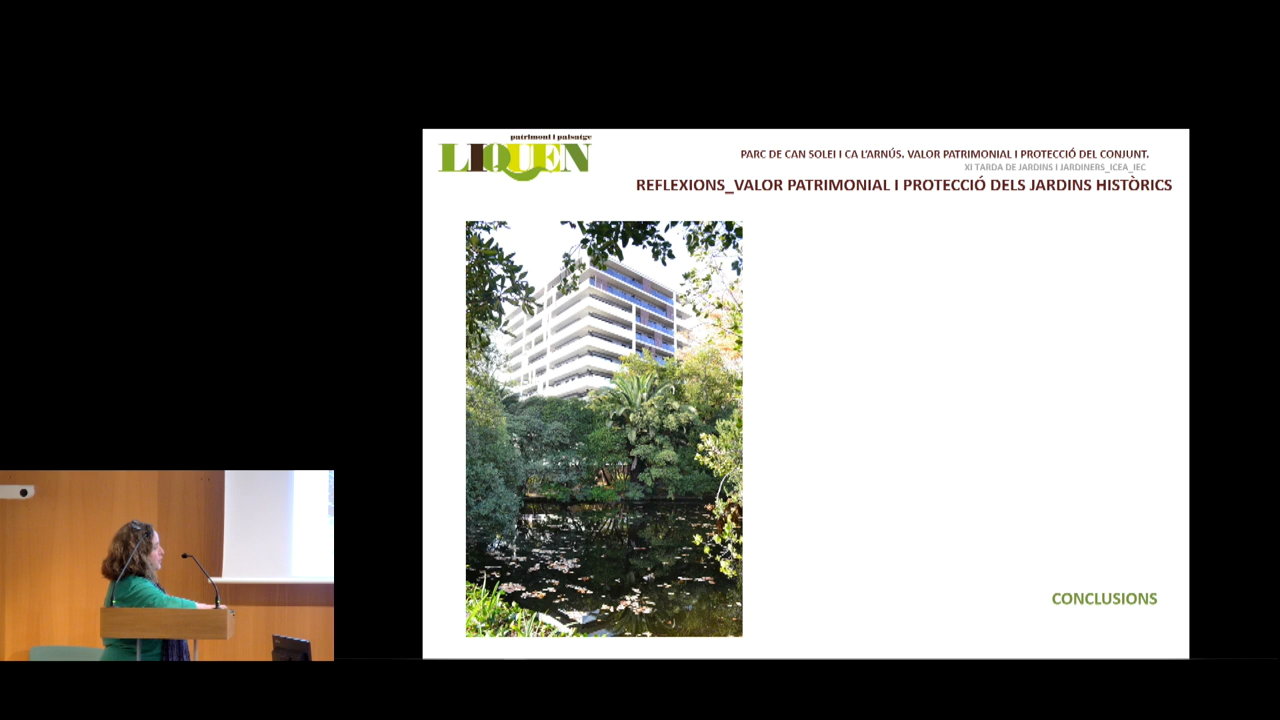 patrimoni i paisatge
LIQUEN
PARC DE CAN SOLEI I CA L'ARNÚS. VALOR PATRIMONIAL I PROTECCIÓ DEL CONJUNT.
XI TARDA DE JARDINS I JARDINERS_ICEA_IEC
REFLEXIONS_VALOR PATRIMONIAL I PROTECCIÓ DELS JARDINS HISTÒRICS
CONCLUSIONS